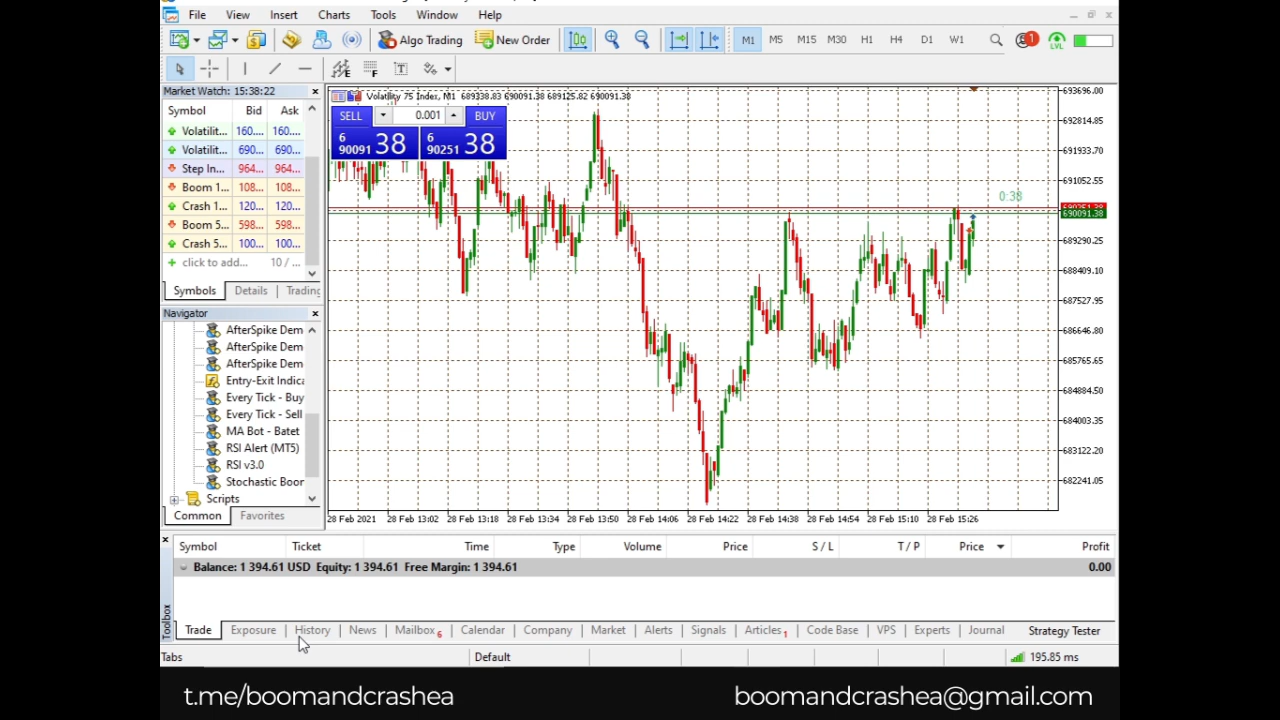 File View Insert Charts Tools Window Help
Algo Trading New Order M1 M5 M15 M30 H1 H4 D1 W1 1 LVL
E F T
Market Watch: 15:38:22
Symbol Bid Ask
Volatilit... 160.... 160....
Volatilit... 690... 690...
Step In... 964... 964...
Boom 1... 108... 108...
Crash 1... 120... 120...
Boom 5... 598... 598...
Crash 5... 100... 100...
click to add... 10 / ...
Symbols Details Trading
Navigator
AfterSpike Dem
AfterSpike Dem
AfterSpike Dem
Entry-Exit Indica
Every Tick - Buy
Every Tick - Sell
MA Bot - Batet
RSI Alert (MT5)
RSI v3.0
Stochastic Boor
Scripts
Common Favorites
Volatility 75 Index, M1 689338.83 690091.38 689125.82 690091.38
SELL 0.001 BUY
6 90091 38 6 90251 38
0:38
693696.00
692814.85
691933.70
691052.55
690251.38
690091.38
689290.25
688409.10
687527.95
686646.80
685765.65
684884.50
684003.35
683122.20
682241.05
28 Feb 2021 28 Feb 13:02 28 Feb 13:18 28 Feb 13:34 28 Feb 13:50 28 Feb 14:06 28 Feb 14:22 28 Feb 14:38 28 Feb 14:54 28 Feb 15:10 28 Feb 15:26
Symbol Ticket Time Type Volume Price S / L T / P Price Profit
Balance: 1 394.61 USD Equity: 1 394.61 Free Margin: 1 394.61 0.00
Toolbox
Trade Exposure History News Mailbox 6 Calendar Company Market Alerts Signals Articles 1 Code Base VPS Experts Journal Strategy Tester
Tabs Default 195.85 ms
t.me/boomandcrashea boomandcrashea@gmail.com